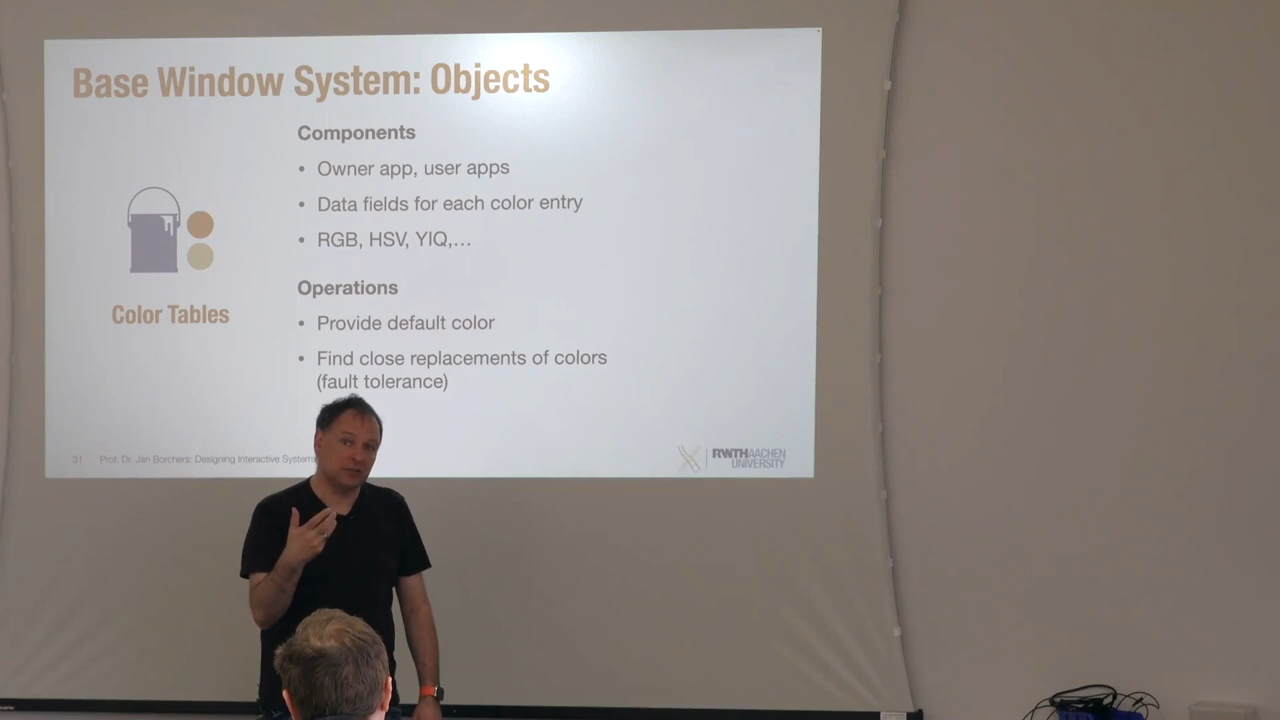 Base Window System: Objects
Components
• Owner app, user apps
• Data fields for each color entry
• RGB, HSV, YIQ,…
Color Tables
Operations
• Provide default color
• Find close replacements of colors
(fault tolerance)
31 Prof. Dr. Jan Borchers: Designing Interactive System
RWTH AACHEN
UNIVERSITY